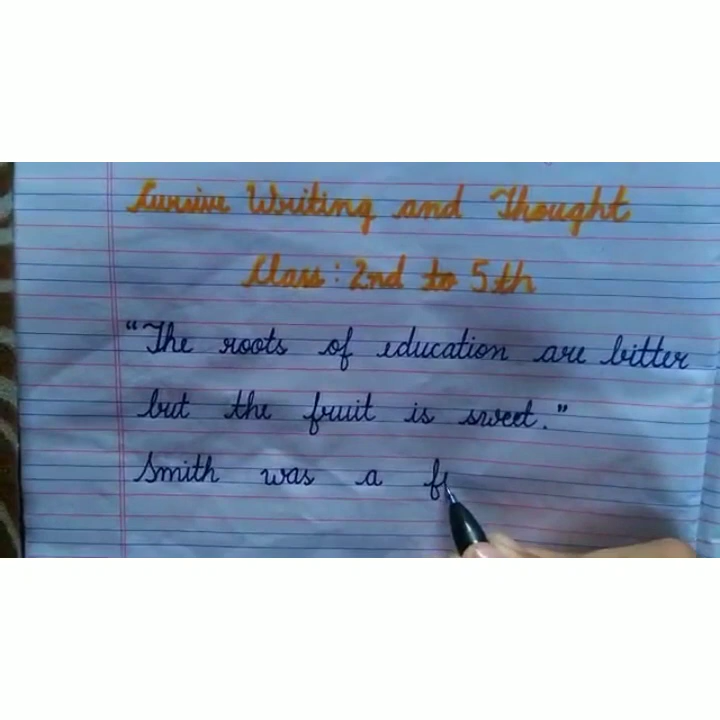 Cursive Writing and Thought
Class : 2nd to 5th
"The roots of education are bitter
but the fruit is sweet."
Smith was a